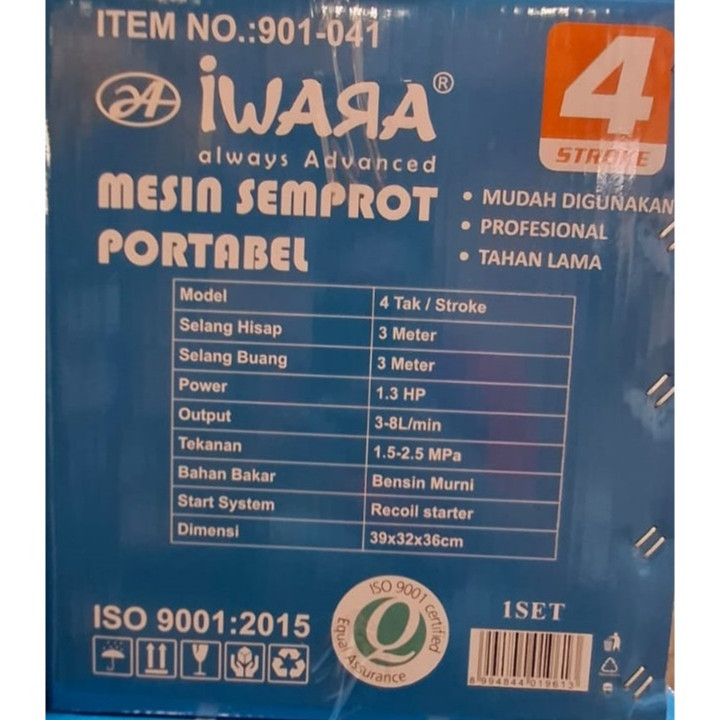 ITEM NO.:901-041
iWARA®
always Advanced
4
STROKE
MESIN SEMPROT
PORTABEL
• MUDAH DIGUNAKAN
• PROFESIONAL
• TAHAN LAMA
Model 4 Tak / Stroke
Selang Hisap 3 Meter
Selang Buang 3 Meter
Power 1.3 HP
Output 3-8L/min
Tekanan 1.5-2.5 MPa
Bahan Bakar Bensin Murni
Start System Recoil starter
Dimensi 39x32x36cm
ISO 9001:2015
ISO 9001 certified
Equal Assurance
1SET
8 994844 019613